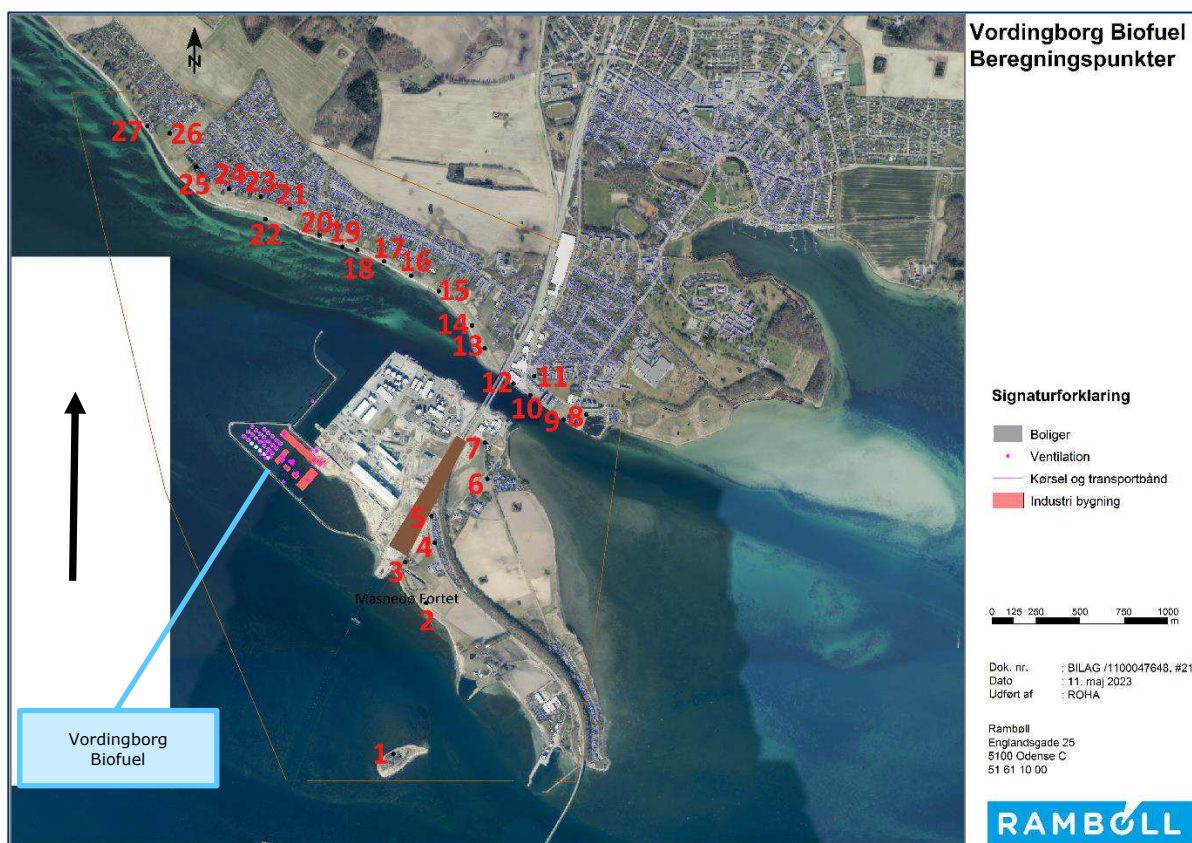 Vordingborg Biofuel
Beregningspunkter
N
27
26
25
24
23
21
22
20
19
18
17
16
15
14
13
12
11
10
9
8
7
6
5
4
3
Masnedø Fortet
2
1
Vordingborg
Biofuel
Signaturforklaring
Boliger
Ventilation
Kørsel og transportbånd
Industri bygning
0 125 250 500 750 1000
m
Dok. nr. : BILAG /1100047648, #21
Dato : 11. maj 2023
Udført af : ROHA
Rambøll
Englandsgade 25
5100 Odense C
51 61 10 00
RAMBOLL